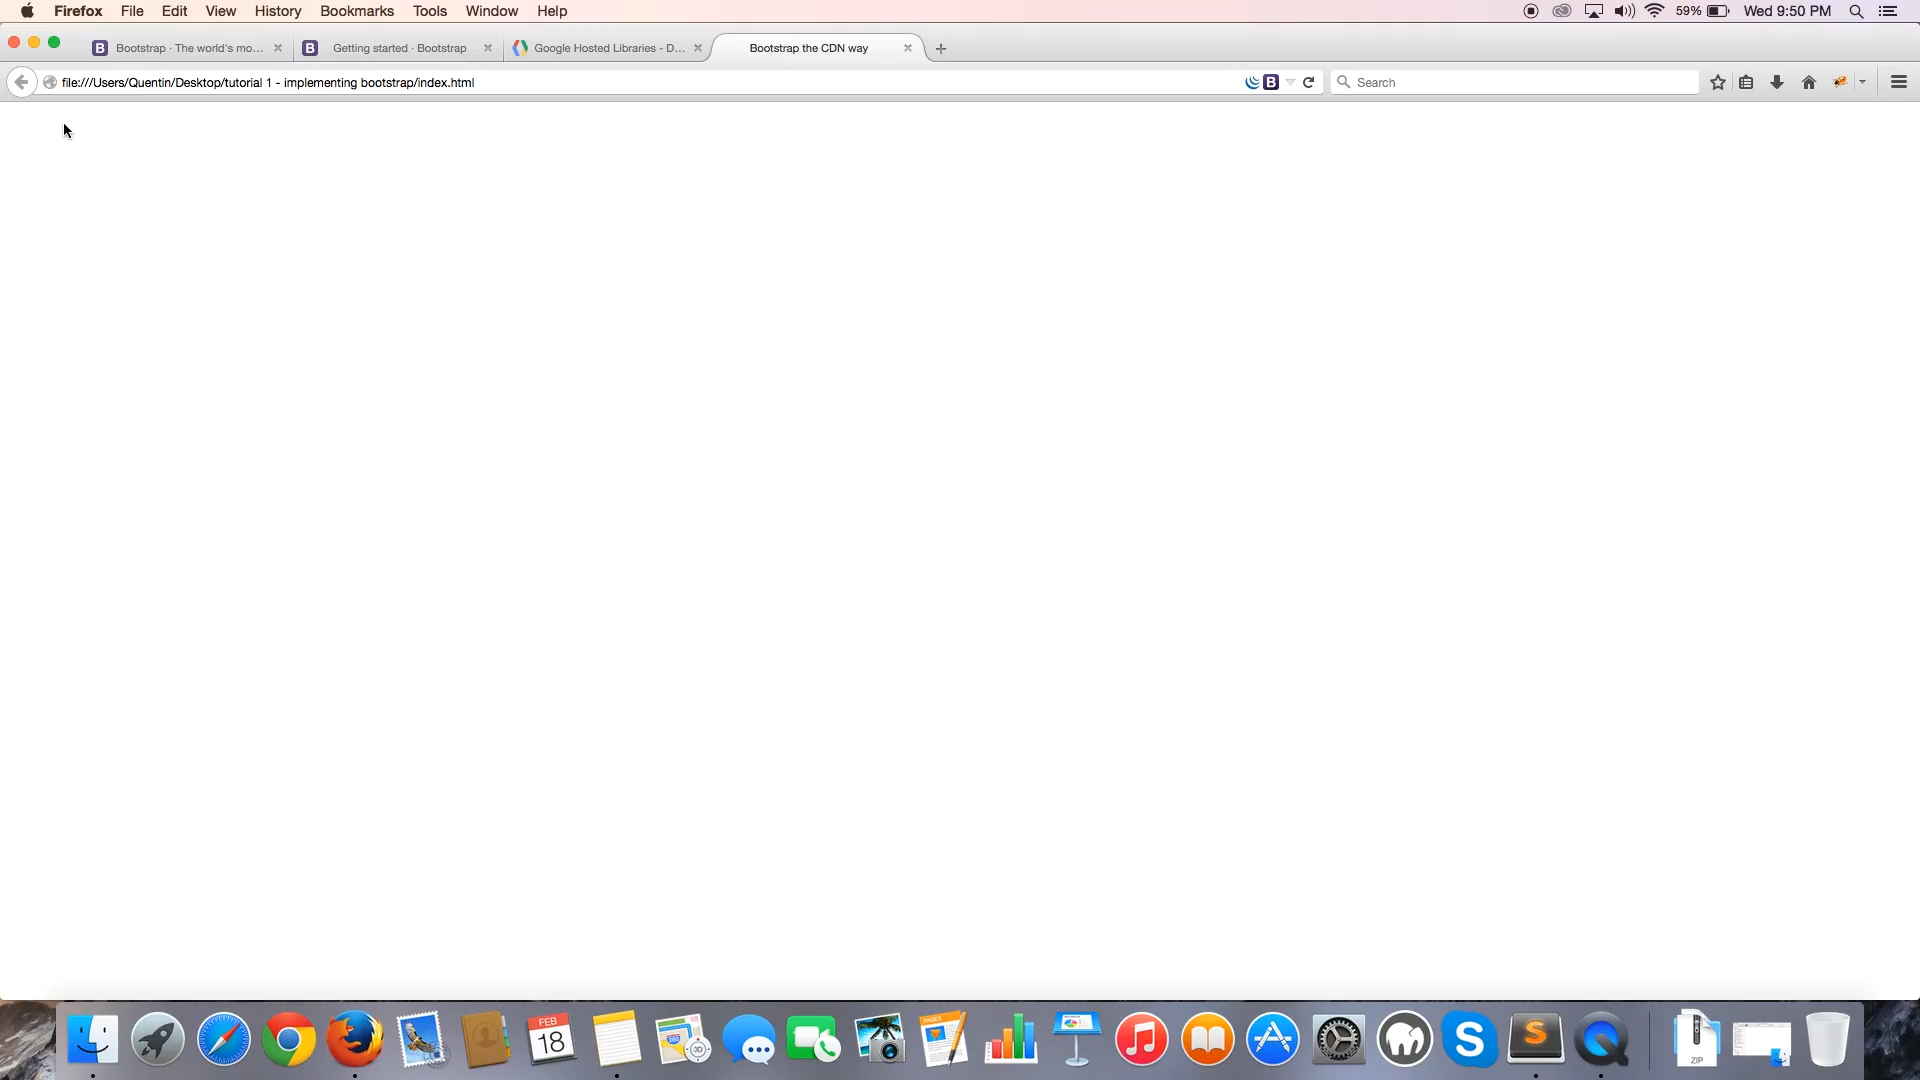 Firefox File Edit View History Bookmarks Tools Window Help 59% Wed 9:50 PM
Bootstrap · The world's mo... Getting started · Bootstrap Google Hosted Libraries - D... Bootstrap the CDN way
file:///Users/Quentin/Desktop/tutorial 1 - implementing bootstrap/index.html B Search
FEB
18
3D
PAGES
S
S
ZIP